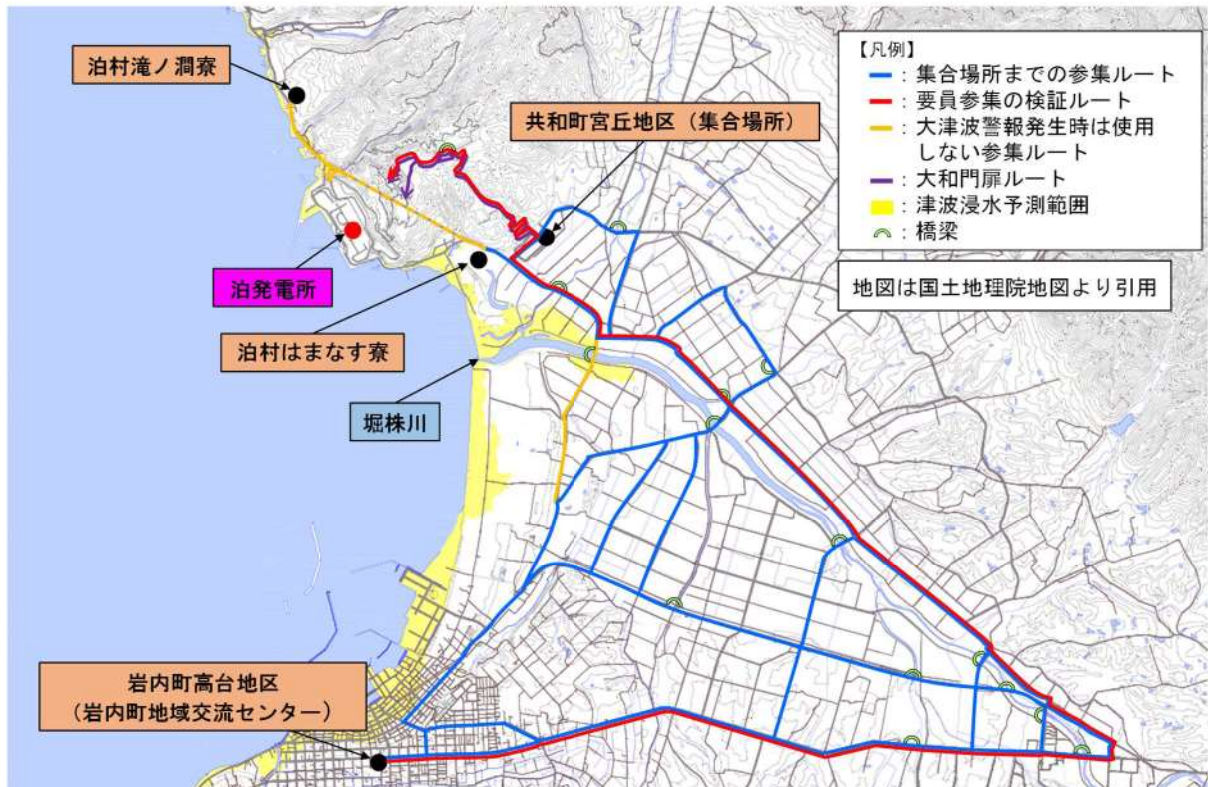 泊村滝ノ澗寮
共和町宮丘地区（集合場所）
【凡例】
：集合場所までの参集ルート
：要員参集の検証ルート
：大津波警報発生時は使用
しない参集ルート
：大和門扉ルート
：津波浸水予測範囲
：橋梁
地図は国土地理院地図より引用
泊発電所
泊村はまなす寮
堀株川
岩内町高台地区
（岩内町地域交流センター）